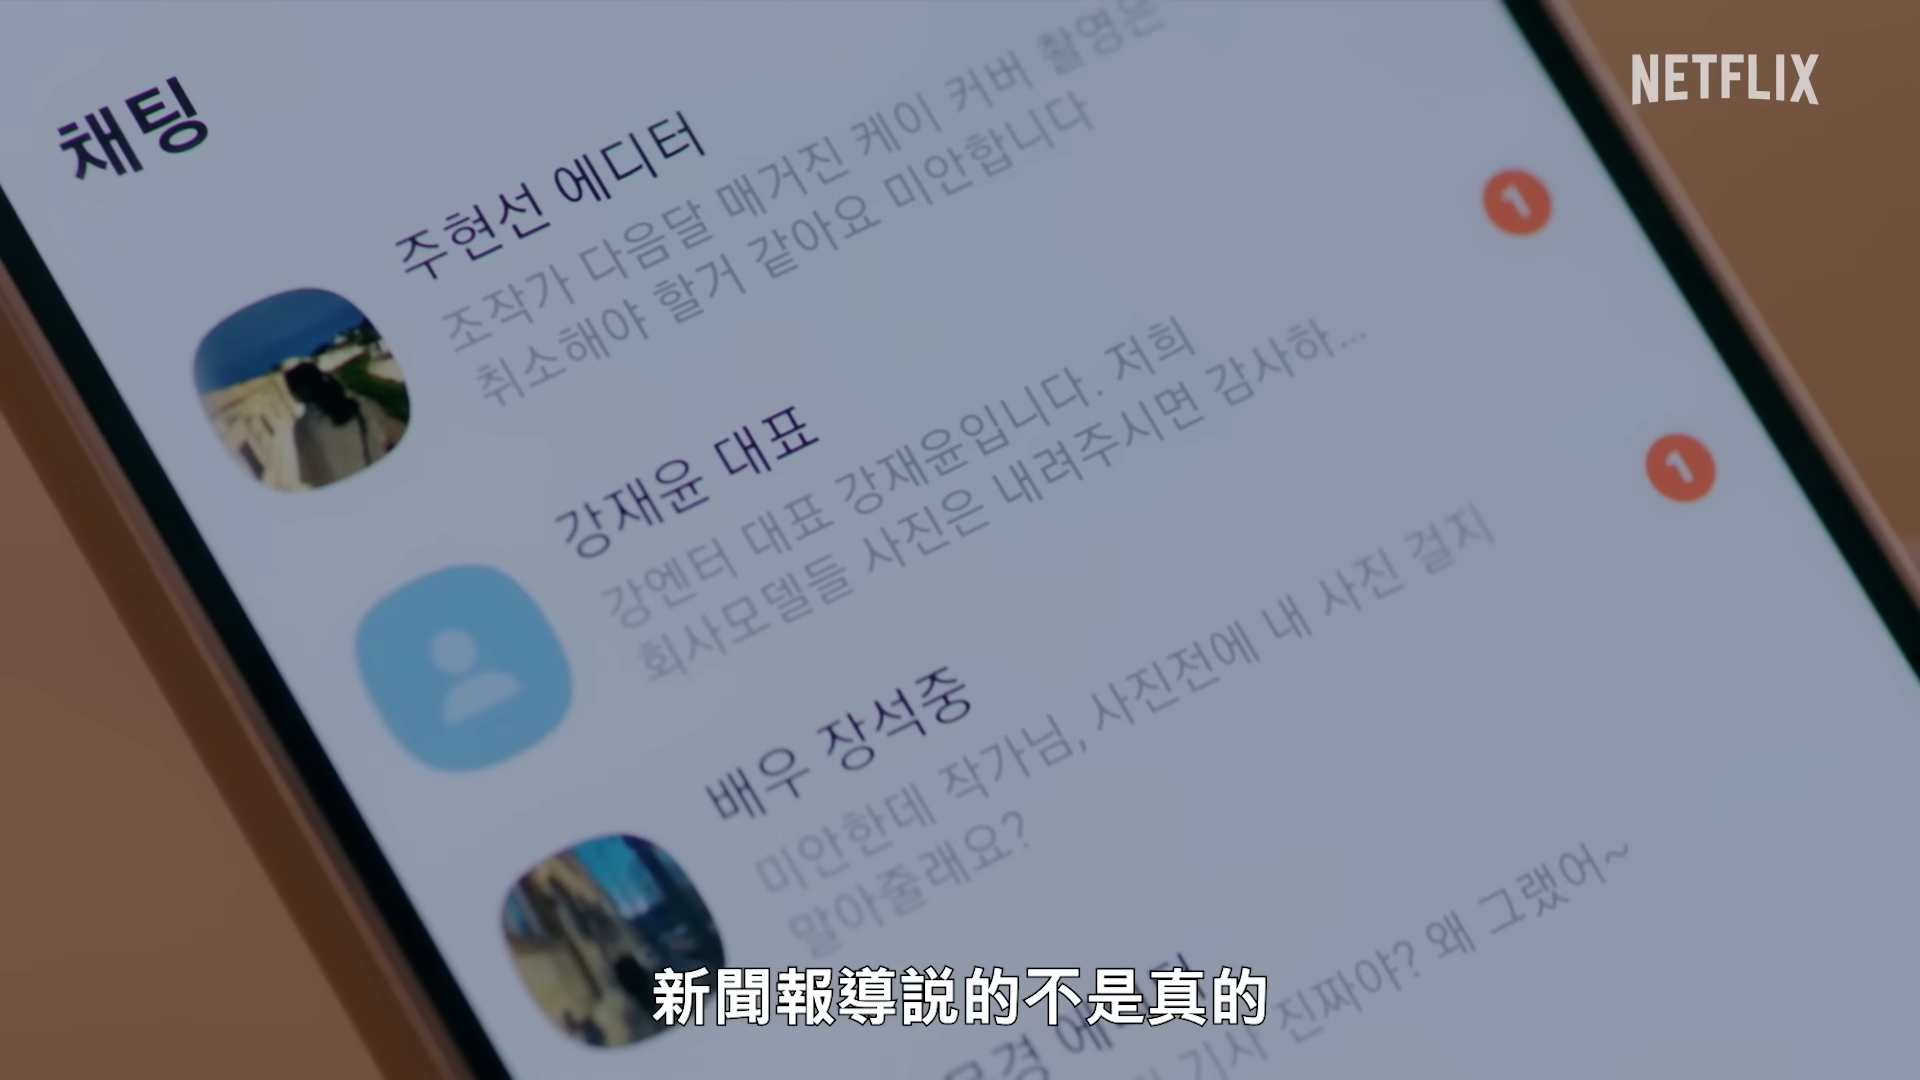 NETFLIX
채팅
주현선 에디터
조작가 다음달 매거진 케이 커버 촬영은
취소해야 할거 같아요 미안합니다
1
강재윤 대표
강엔터 대표 강재윤입니다. 저희
회사모델들 사진은 내려주시면 감사하...
1
배우 장석중
미안한데 작가님, 사진전에 내 사진 걸지
말아줄래요?
기사 진짜야? 왜 그랬어~
新聞報導説的不是真的